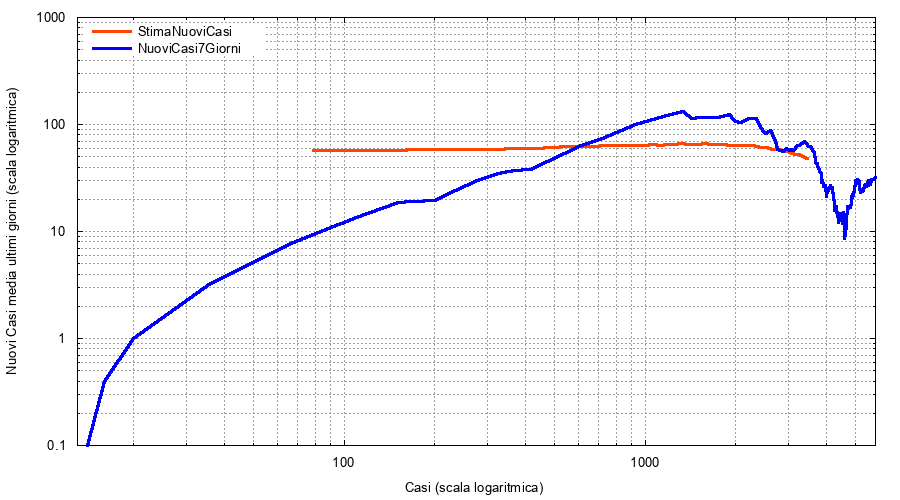 1000
StimaNuoviCasi
NuoviCasi7Giorni
100
10
1
0.1
Nuovi Casi media ultimi giorni (scala logaritmica)
100
1000
Casi (scala logaritmica)